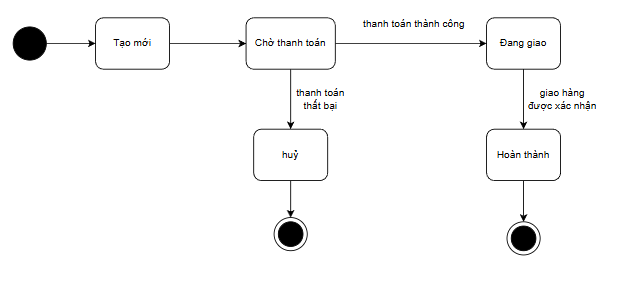 thanh toán thành công
Tạo mới
Chờ thanh toán
Đang giao
thanh toán
thất bại
giao hàng
được xác nhận
huỷ
Hoàn thành